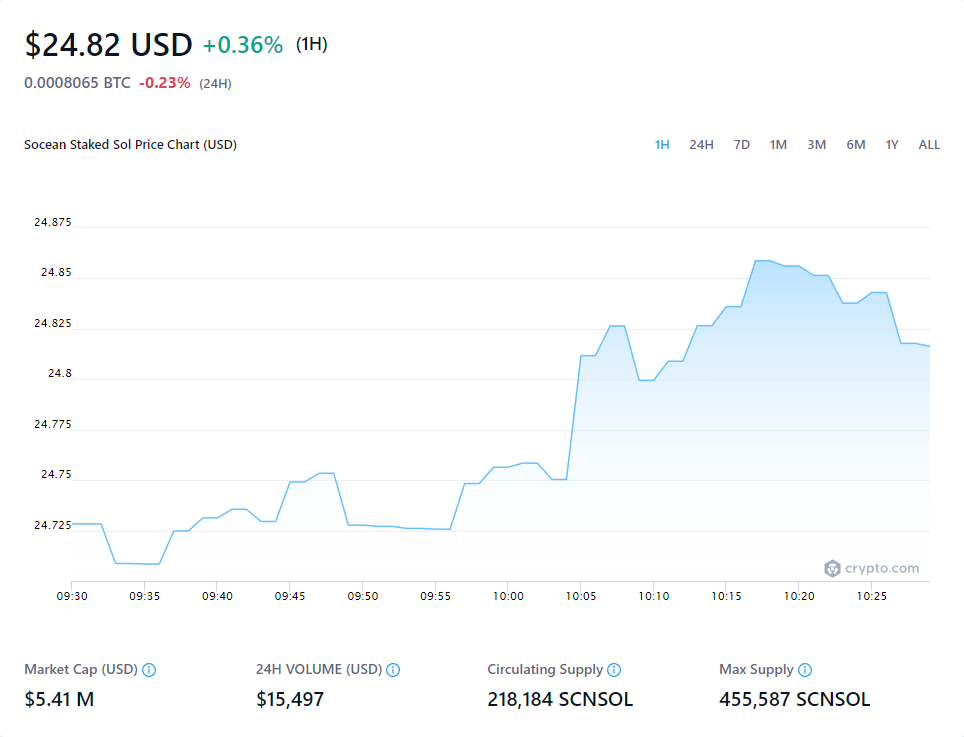 $24.82 USD +0.36% (1H)
0.0008065 BTC -0.23% (24H)
Socean Staked Sol Price Chart (USD) 1H 24H 7D 1M 3M 6M 1Y ALL
24.875
24.85
24.825
24.8
24.775
24.75
24.725
crypto.com
09:30 09:35 09:40 09:45 09:50 09:55 10:00 10:05 10:10 10:15 10:20 10:25
Market Cap (USD) 24H VOLUME (USD) Circulating Supply Max Supply
$5.41 M $15,497 218,184 SCNSOL 455,587 SCNSOL